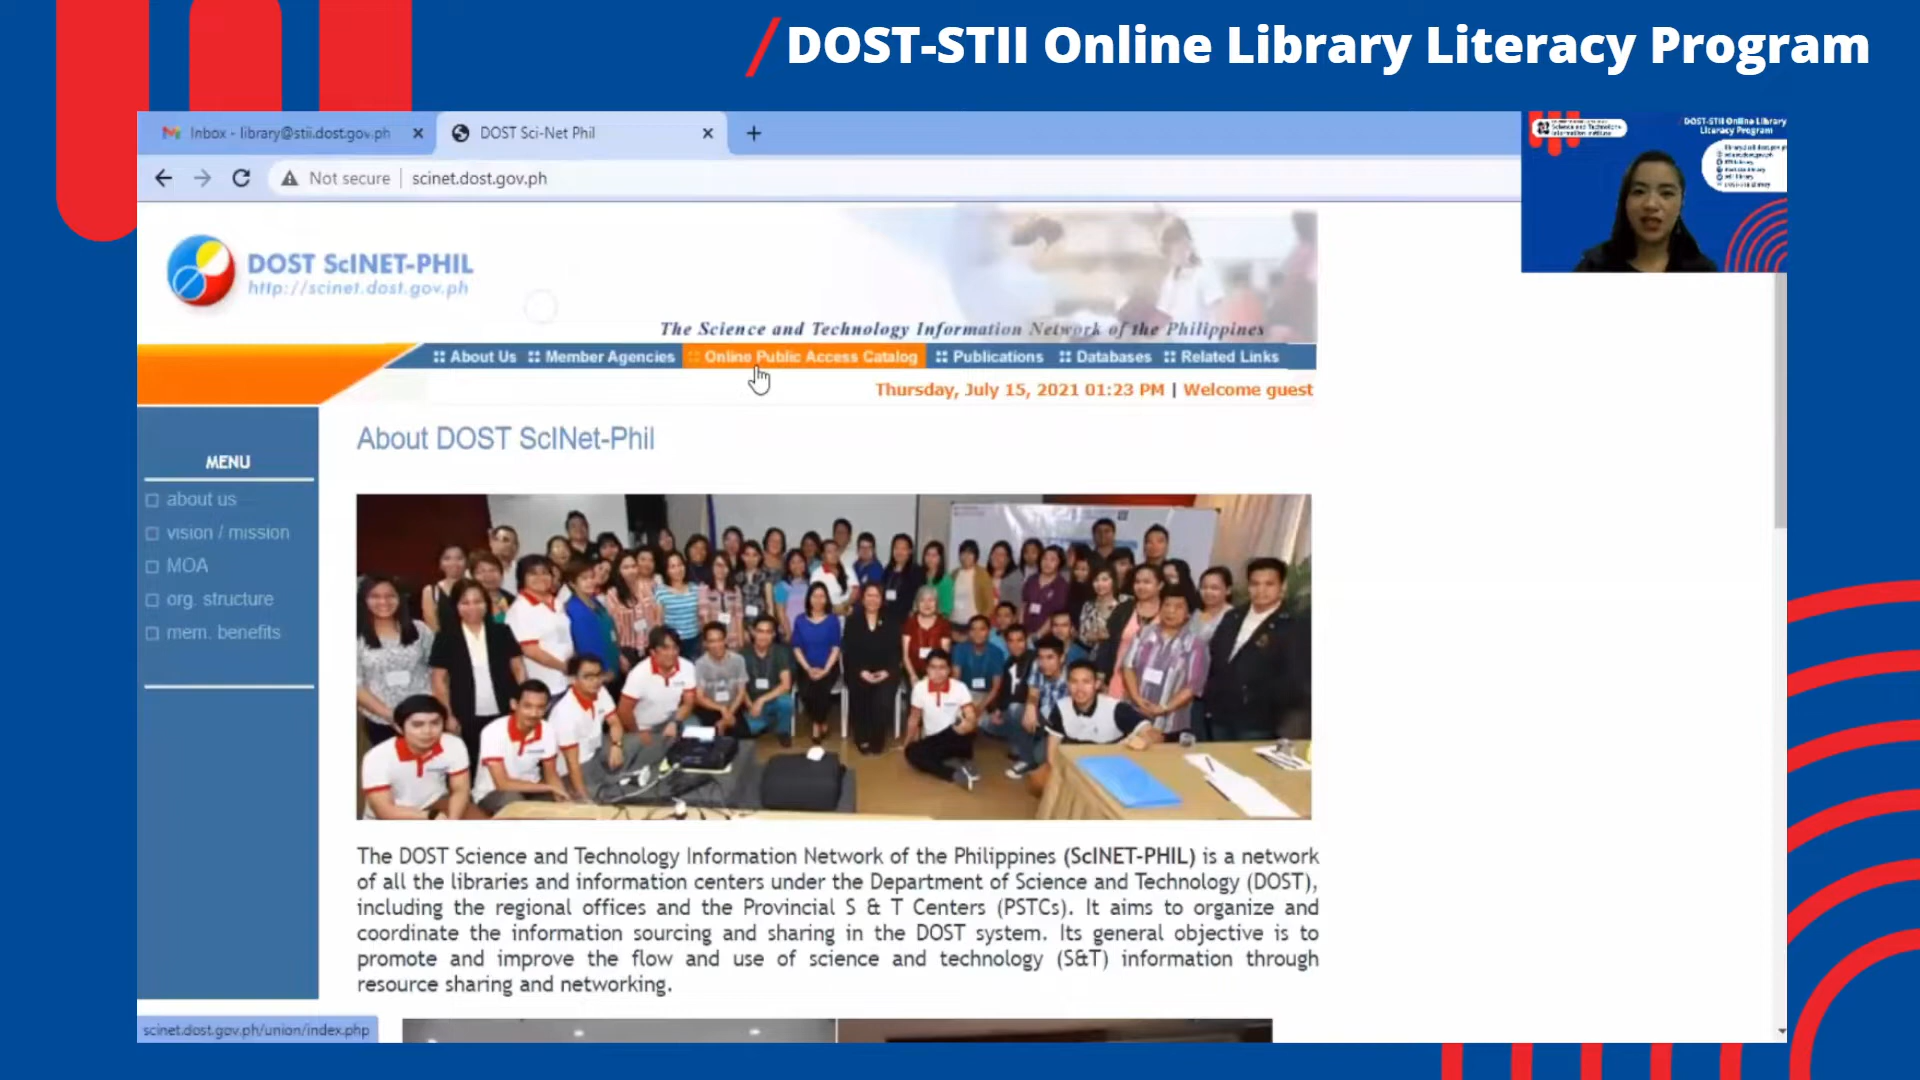 DOST-STII Online Library Literacy Program
Inbox - library@stii.dost.gov.ph
DOST Sci-Net Phil
Not secure
scinet.dost.gov.ph
Science and Technology
Information Institute
DOST-STII Online Library
Literacy Program
DOST ScINET-PHIL
http://scinet.dost.gov.ph
The Science and Technology Information Network of the Philippines
About Us
Member Agencies
Online Public Access Catalog
Publications
Databases
Related Links
Thursday, July 15, 2021 01:23 PM | Welcome guest
MENU
about us
vision / mission
MOA
org. structure
mem. benefits
About DOST ScINet-Phil
The DOST Science and Technology Information Network of the Philippines (ScINET-PHIL) is a network
of all the libraries and information centers under the Department of Science and Technology (DOST),
including the regional offices and the Provincial S & T Centers (PSTCs). It aims to organize and
coordinate the information sourcing and sharing in the DOST system. Its general objective is to
promote and improve the flow and use of science and technology (S&T) information through
resource sharing and networking.
scinet.dost.gov.ph/union/index.php